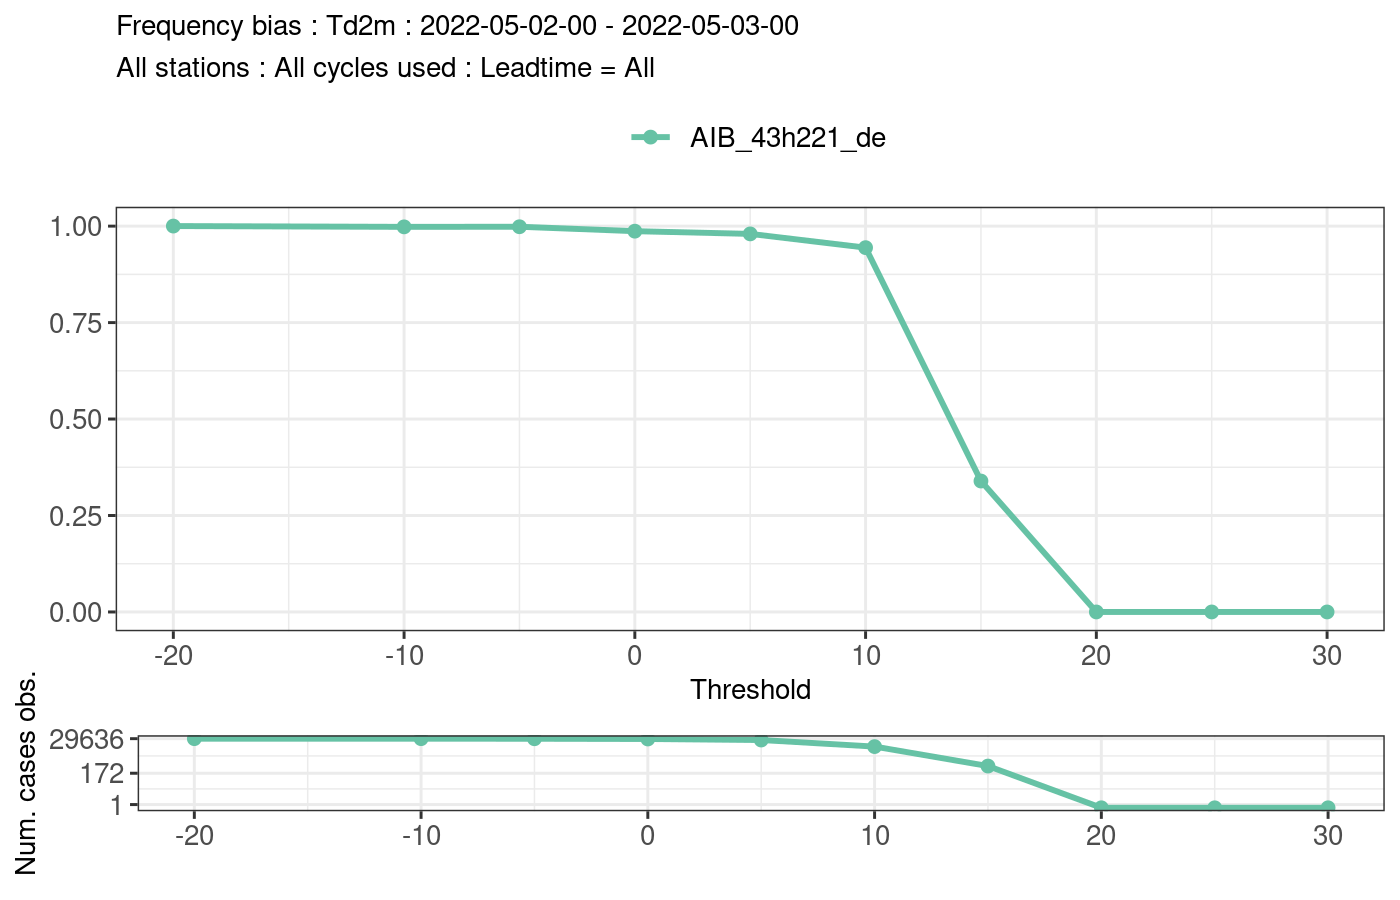 Frequency bias : Td2m : 2022-05-02-00 - 2022-05-03-00
All stations : All cycles used : Leadtime = All
AIB_43h221_de
1.00
0.75
0.50
0.25
0.00
-20 -10 0 10 20 30
Threshold
Num. cases obs.
29636
172
1
-20 -10 0 10 20 30